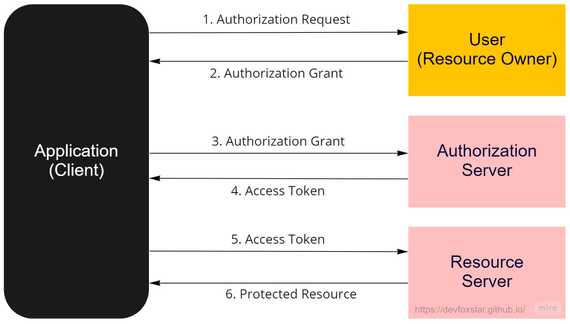 1. Authorization Request
User
(Resource Owner)
2. Authorization Grant
Application
(Client)
3. Authorization Grant
Authorization
Server
4. Access Token
5. Access Token
Resource
Server
6. Protected Resource
https://devfoxstar.github.io/
miro